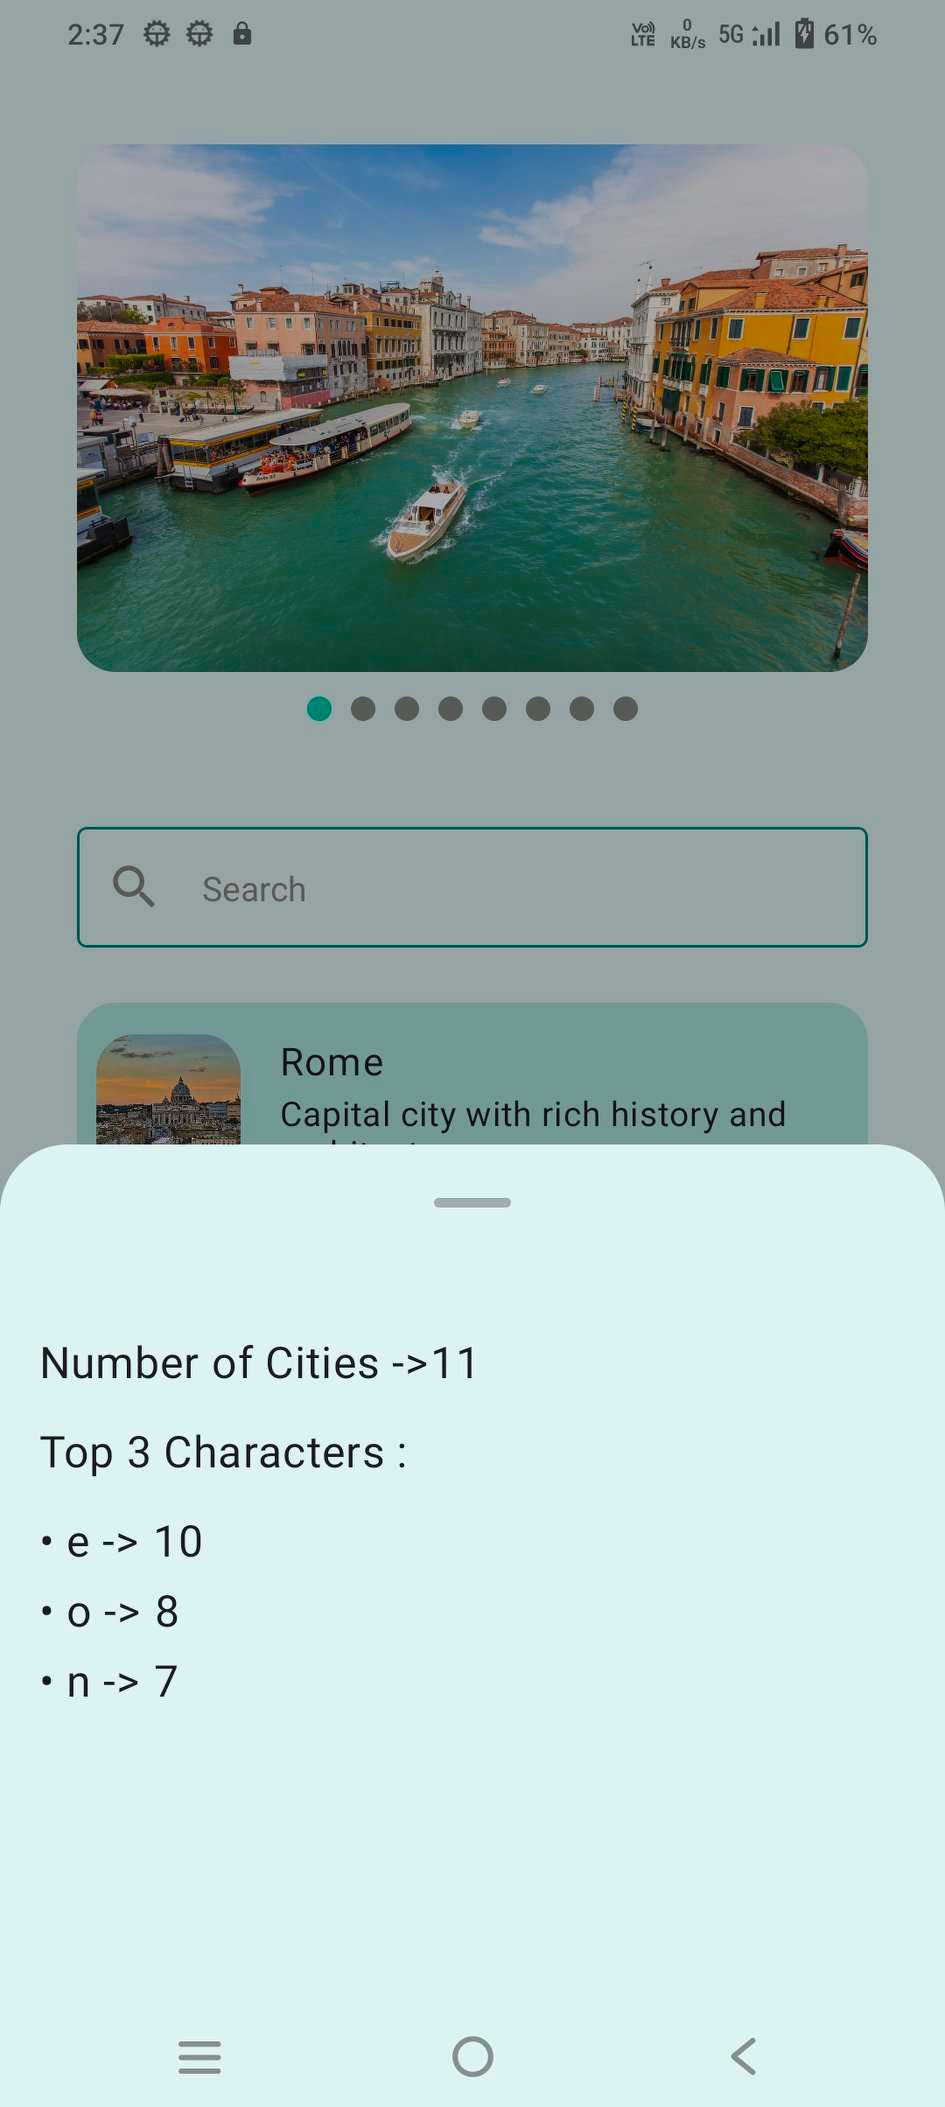 2:37 Vo) LTE 0 KB/s 5G 61%
Search
Rome
Capital city with rich history and
Number of Cities ->11
Top 3 Characters :
• e -> 10
• o -> 8
• n -> 7